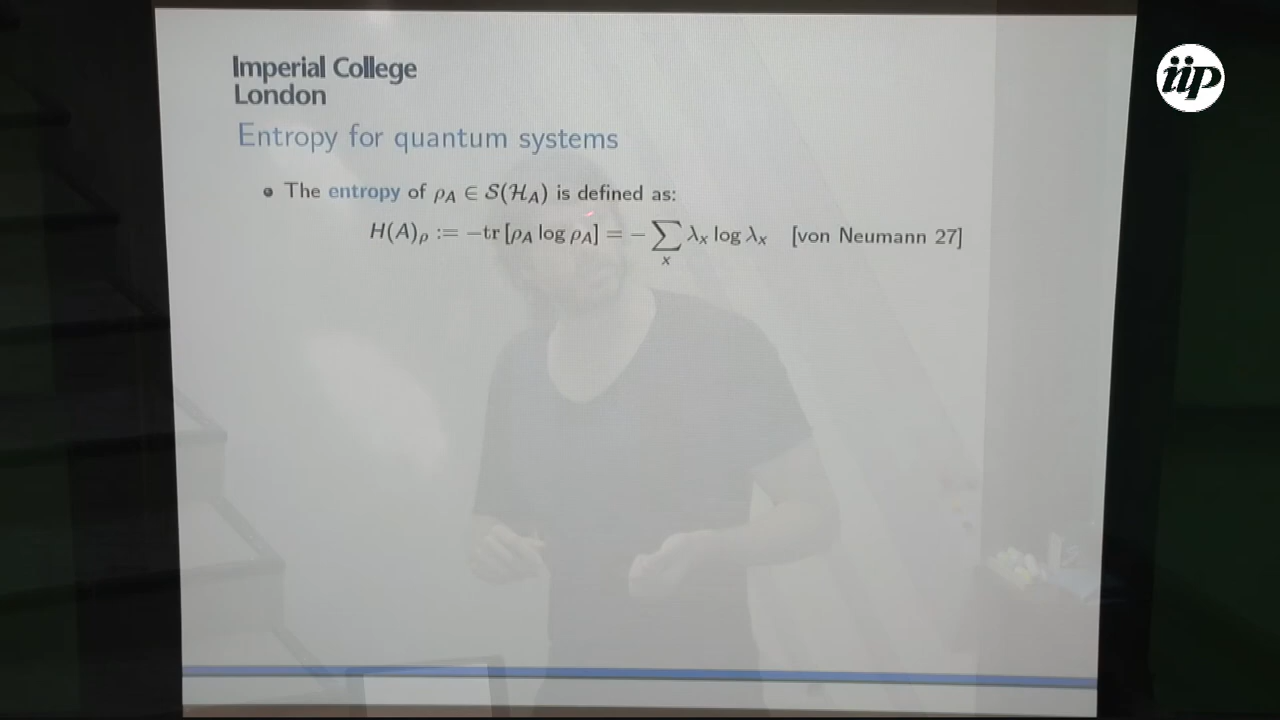 iip
Imperial College
London
Entropy for quantum systems
• The entropy of ρ_A ∈ S(ℋ_A) is defined as:
H(A)_ρ := −tr [ρ_A log ρ_A] = − ∑_x λ_x log λ_x [von Neumann 27]